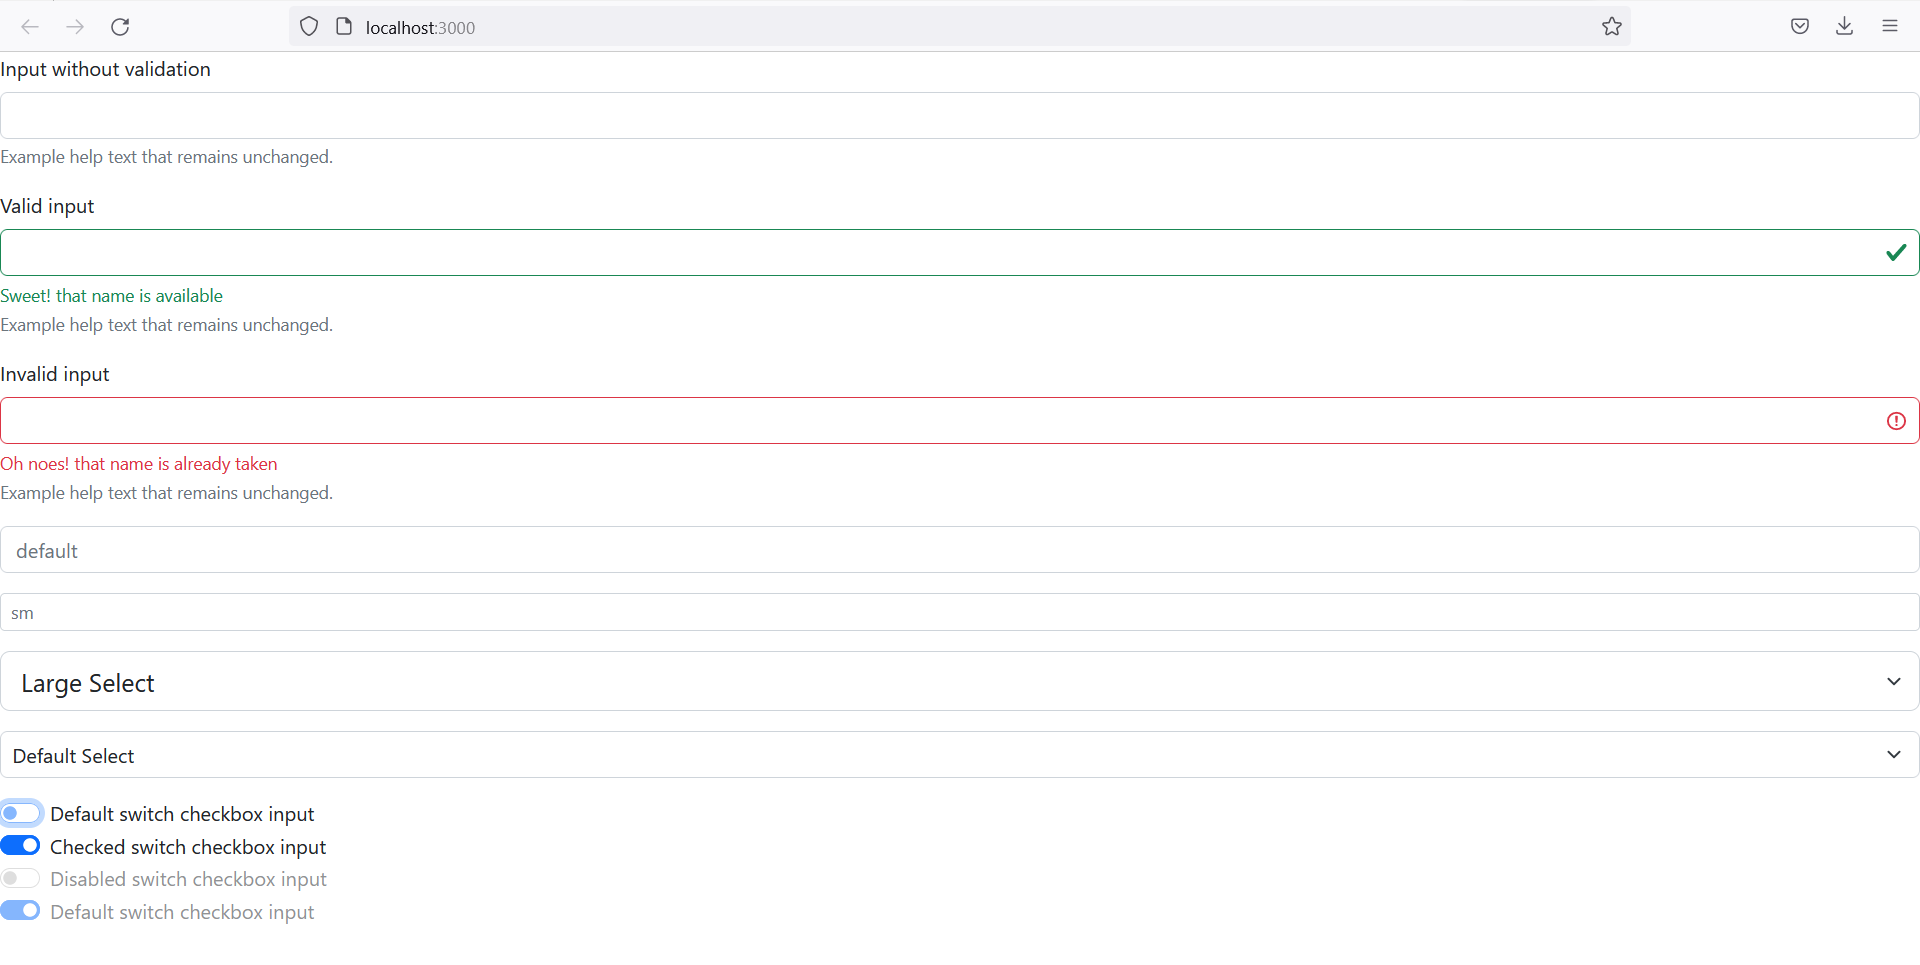 localhost:3000
Input without validation
Example help text that remains unchanged.
Valid input
Sweet! that name is available
Example help text that remains unchanged.
Invalid input
Oh noes! that name is already taken
Example help text that remains unchanged.
default
sm
Large Select
Default Select
Default switch checkbox input
Checked switch checkbox input
Disabled switch checkbox input
Default switch checkbox input